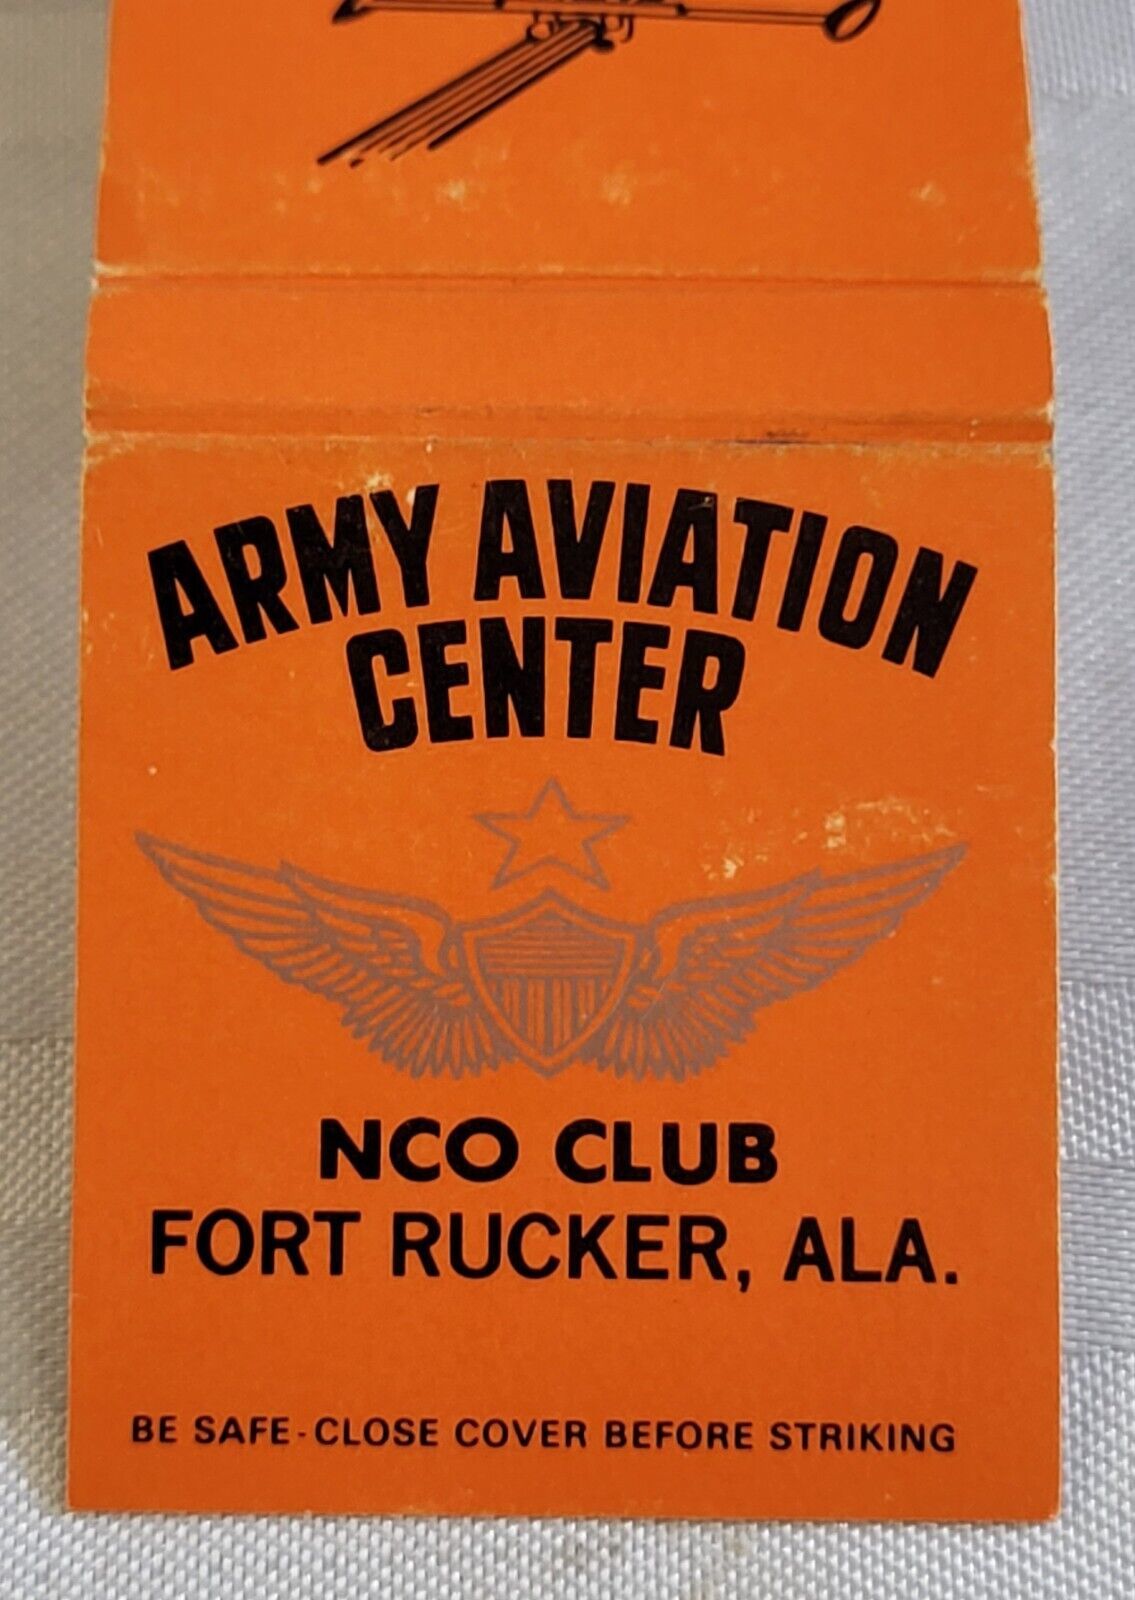 ARMY AVIATION
CENTER
NCO CLUB
FORT RUCKER, ALA.
BE SAFE - CLOSE COVER BEFORE STRIKING